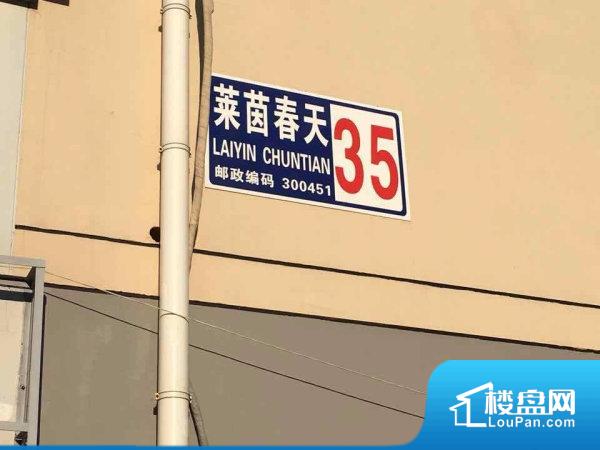 莱茵春天
LAIYIN CHUNTIAN
邮政编码 300451
35
楼盘网
LouPan.com